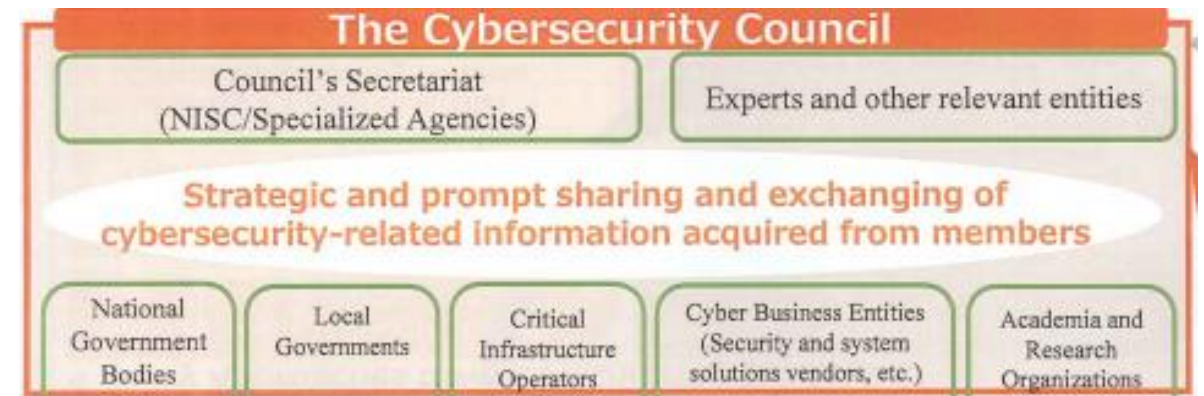 The Cybersecurity Council
Council's Secretariat
(NISC/Specialized Agencies)
Experts and other relevant entities
Strategic and prompt sharing and exchanging of
cybersecurity-related information acquired from members
National
Government
Bodies
Local
Governments
Critical
Infrastructure
Operators
Cyber Business Entities
(Security and system
solutions vendors, etc.)
Academia and
Research
Organizations